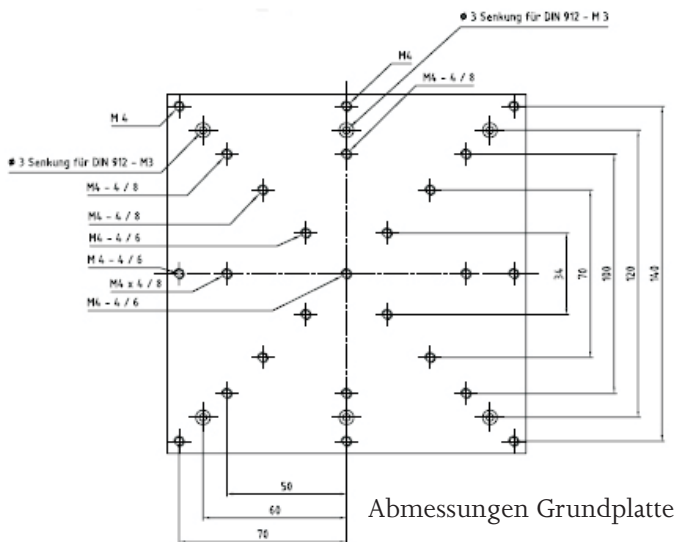 ø 3 Senkung für DIN 912 - M 3
M4
M4 - 4 / 8
M 4
ø 3 Senkung für DIN 912 - M3
M4 - 4 / 8
M4 - 4 / 8
M4 - 4 / 6
M 4 - 4 / 6
M4 x 4 / 8
M4 - 4 / 6
34
70
100
120
140
50
60
70
Abmessungen Grundplatte